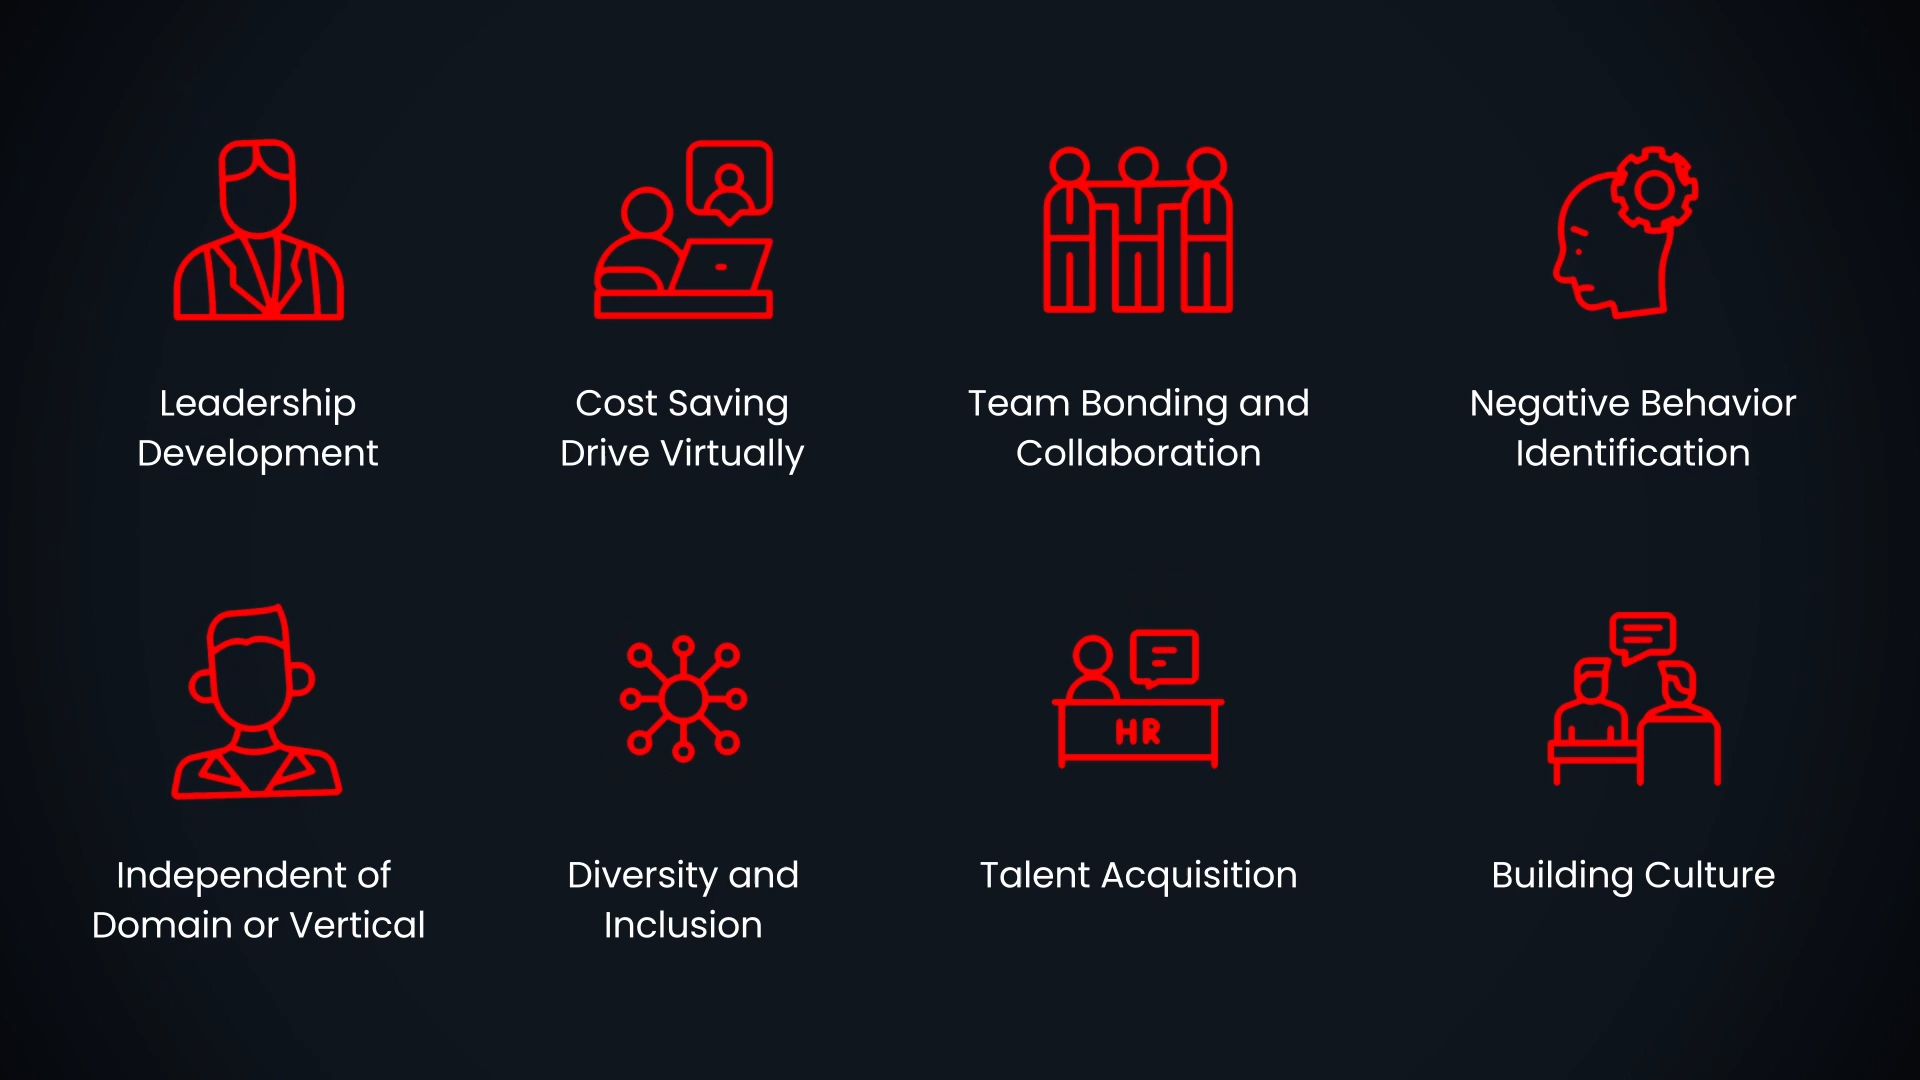 Leadership
Development
Cost Saving
Drive Virtually
Team Bonding and
Collaboration
Negative Behavior
Identification
HR
Independent of
Domain or Vertical
Diversity and
Inclusion
Talent Acquisition
Building Culture